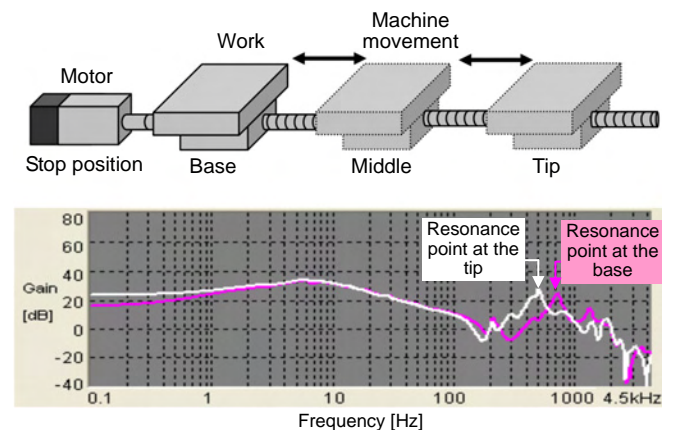 Machine
movement
Work
Motor
Stop position
Base
Middle
Tip
80
60
40
20
0
-20
-40
Gain
[dB]
Resonance
point at the
tip
Resonance
point at the
base
0.1 1 10 100 1000 4.5kHz
Frequency [Hz]